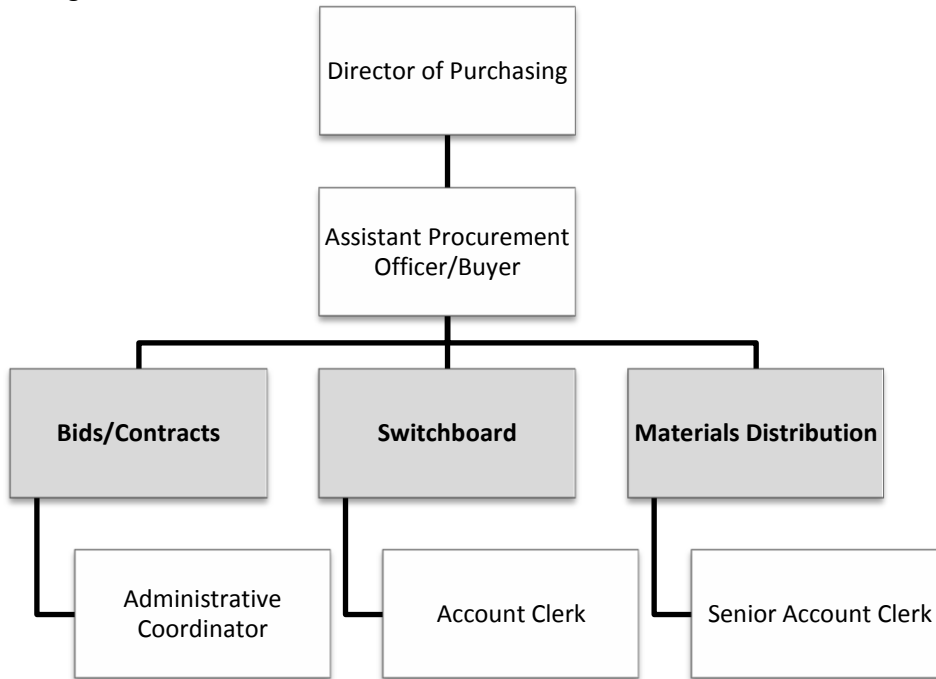 Director of Purchasing
Assistant Procurement
Officer/Buyer
Bids/Contracts
Switchboard
Materials Distribution
Administrative
Coordinator
Account Clerk
Senior Account Clerk